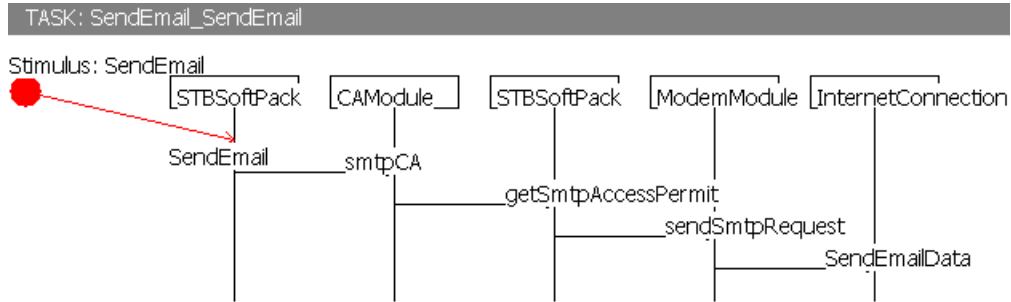 TASK: SendEmail_SendEmail
Stimulus: SendEmail
STBSoftPack CAModule STBSoftPack ModemModule InternetConnection
SendEmail smtpCA
getSmtpAccessPermit
sendSmtpRequest
SendEmailData